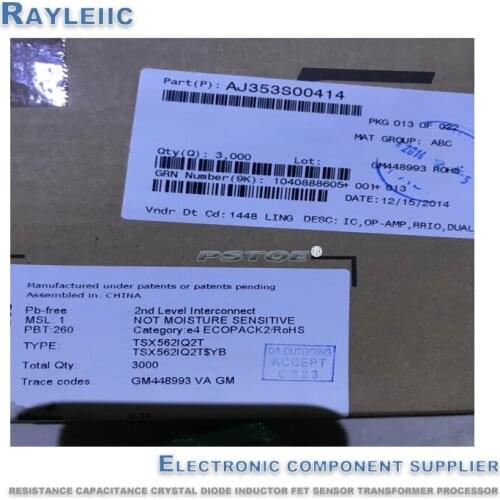 RAYLEIIC
Part(P): AJ353S00414
PKG 013 OF 022
MAT GROUP: ABC
2014
Qty(Q): 3,000 Lot:
GM448993 ROHS
GRN Number(9K): 1040888605+ 001+ 013
DATE:12/15/2014
Vndr Dt Cd: 1448 LING DESC: IC,OP-AMP,RRIO,DUAL
PSTOE ®
Manufactured under patents or patents pending
Assembled in: CHINA
Pb-free 2nd Level Interconnect
MSL: 1 NOT MOISTURE SENSITIVE
PBT:260 Category:e4 ECOPACK2/RoHS
TYPE: TSX562IQ2T
TSX562IQ2T$YB
Total Qty: 3000
Trace codes GM448993 VA GM
QA OUTGOING
ACCEPT
C323
ELECTRONIC COMPONENT SUPPLIER
RESISTANCE CAPACITANCE CRYSTAL DIODE INDUCTOR FET SENSOR TRANSFORMER PROCESSOR